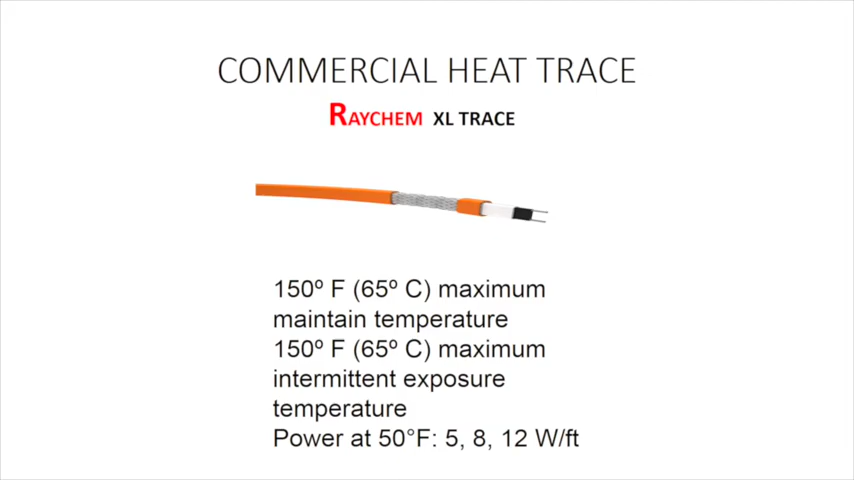 COMMERCIAL HEAT TRACE
RAYCHEM XL TRACE
150º F (65º C) maximum
maintain temperature
150º F (65º C) maximum
intermittent exposure
temperature
Power at 50°F: 5, 8, 12 W/ft